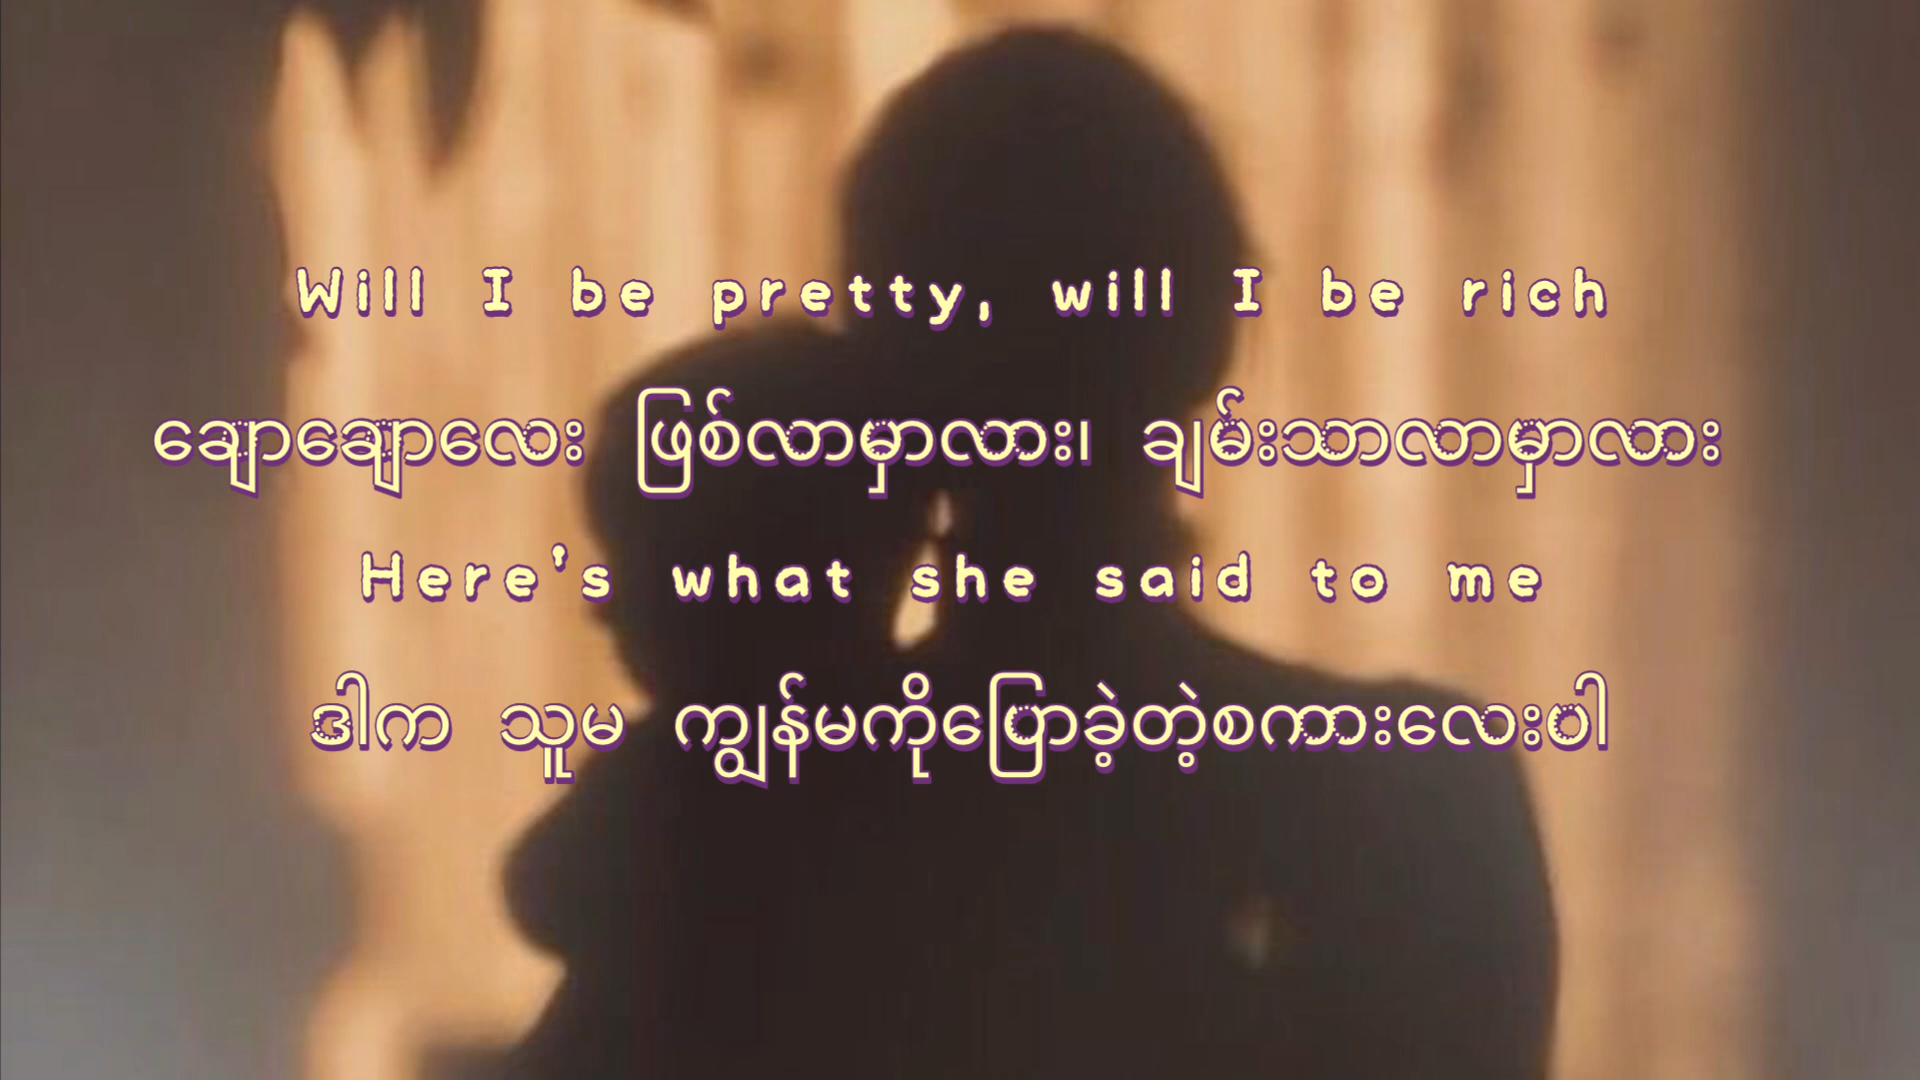 Will I be pretty, will I be rich
ချောချောလေး ဖြစ်လာမှာလား၊ ချမ်းသာလာမှာလား
Here's what she said to me
ဒါက သူမ ကျွန်မကိုပြောခဲ့တဲ့စကားလေးပါ